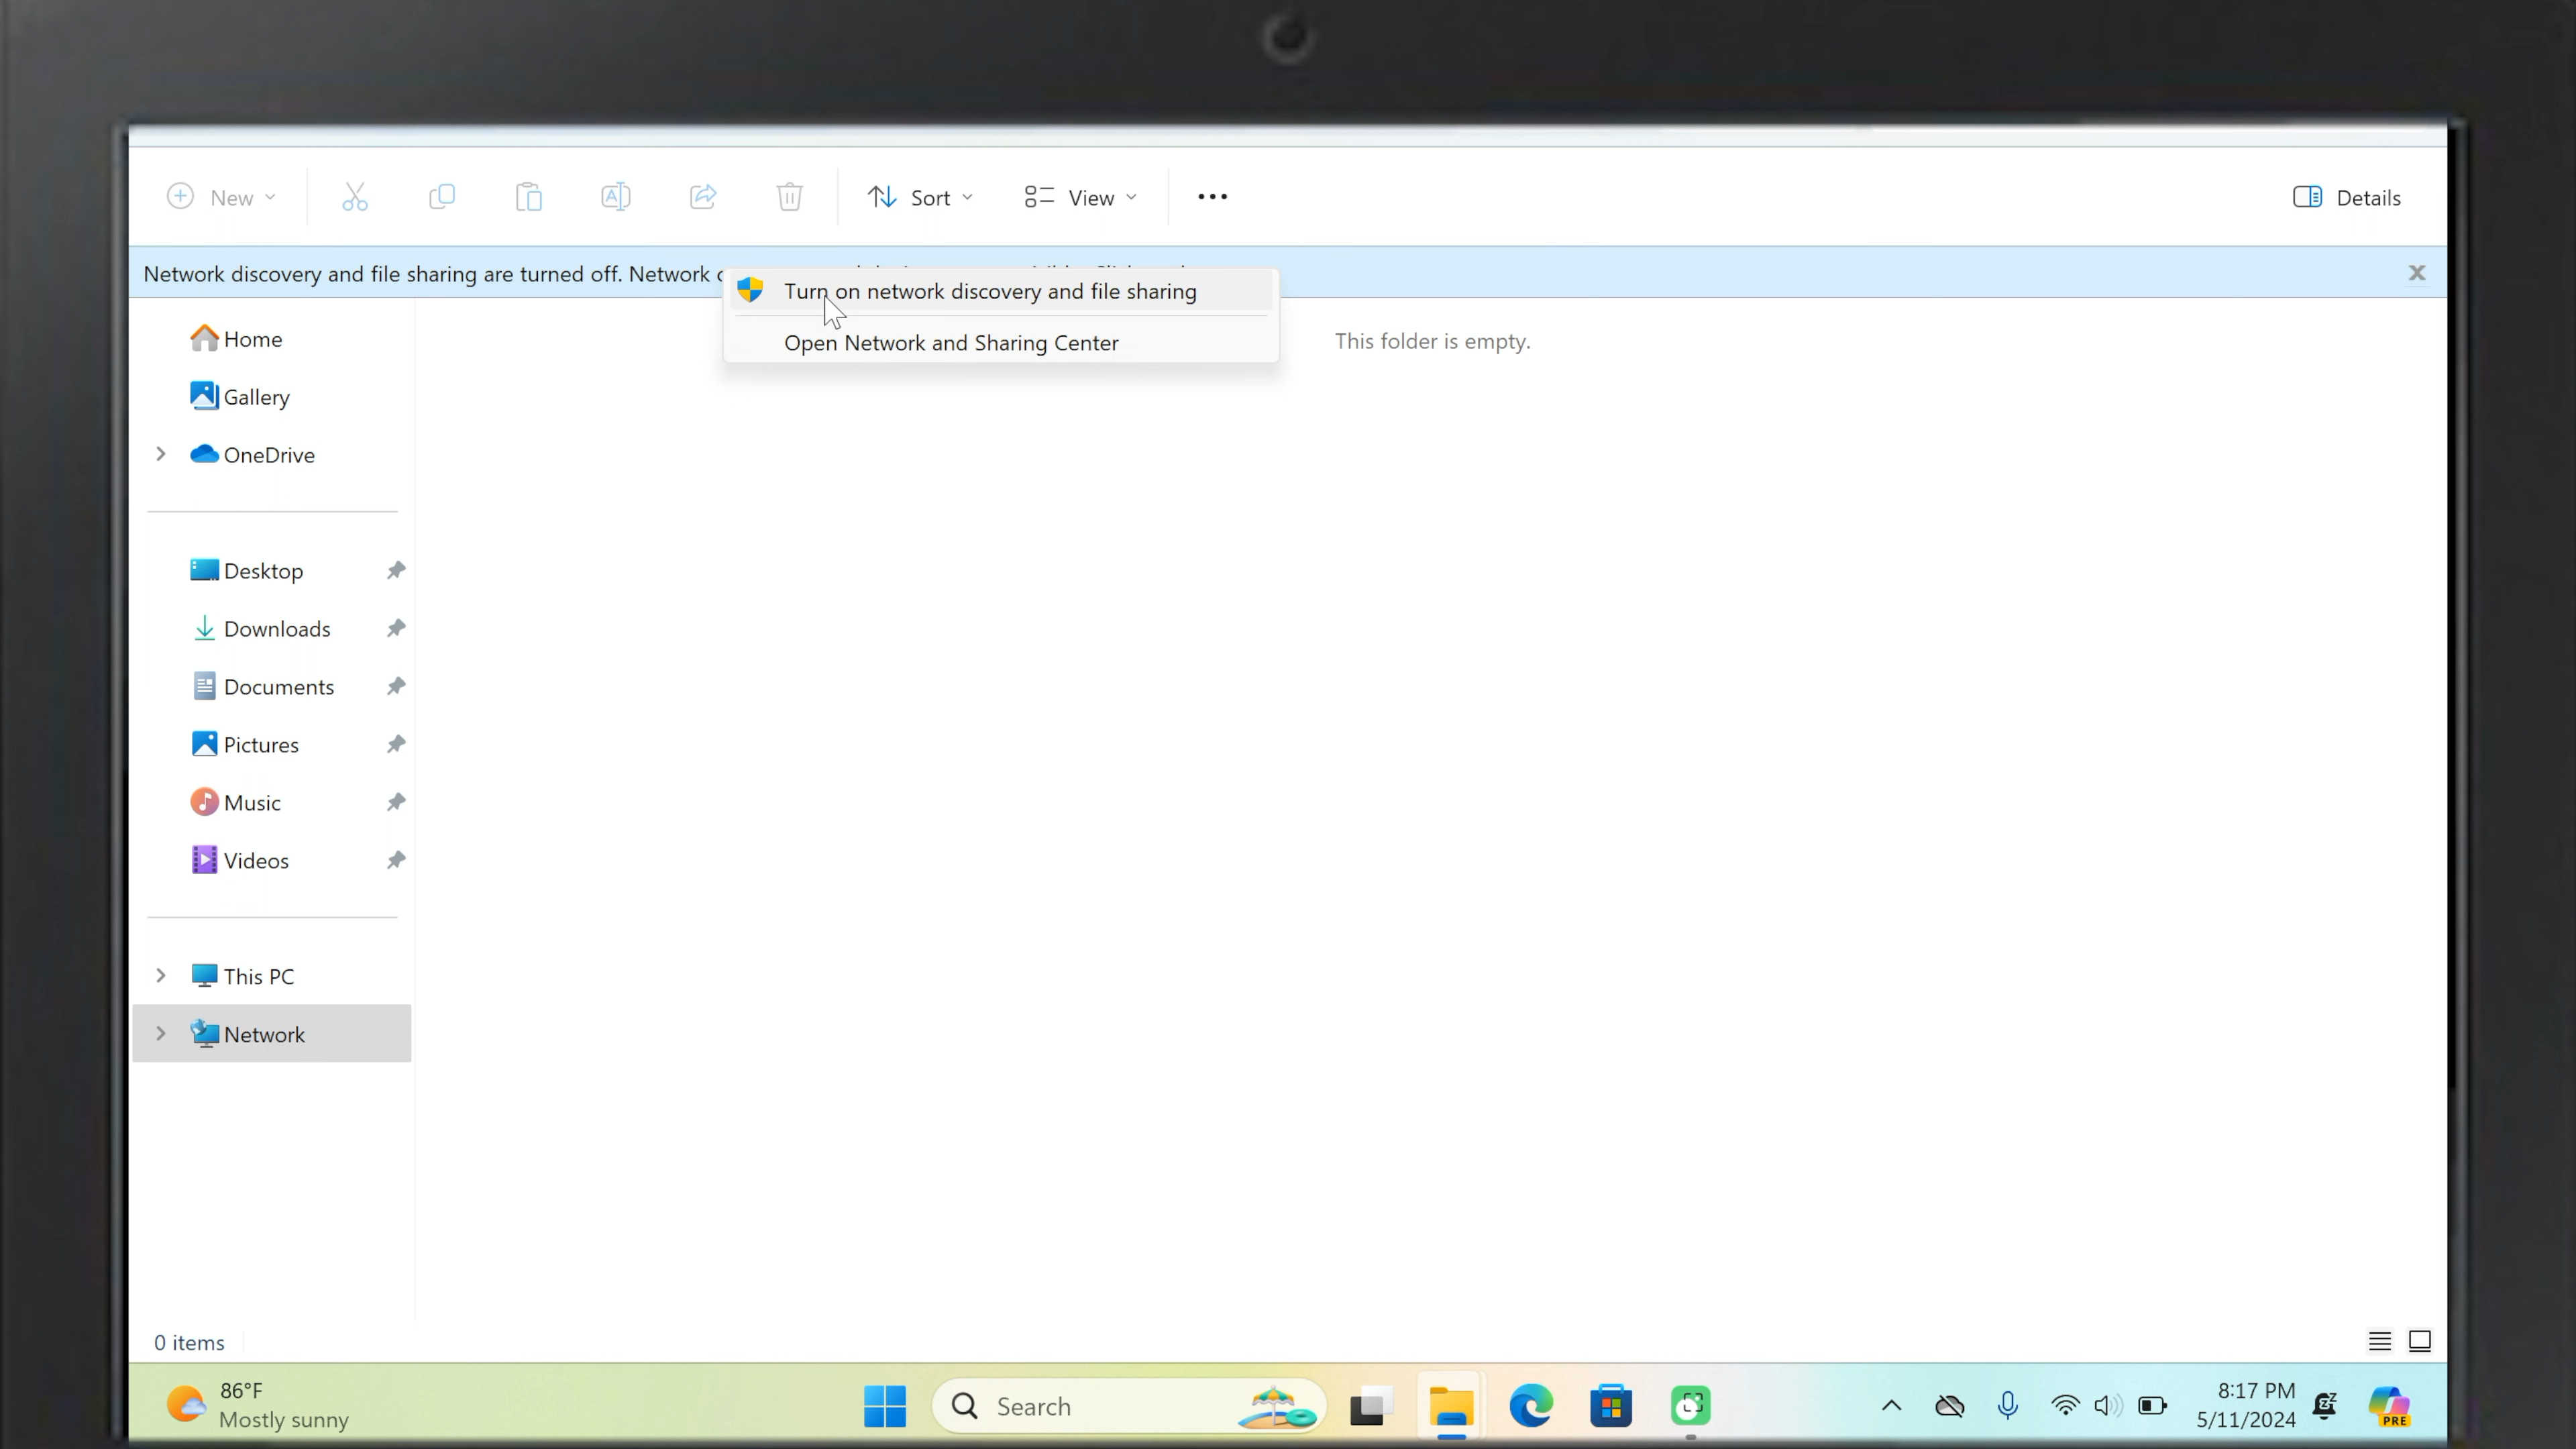 New
Sort
View
Details
Network discovery and file sharing are turned off. Network
Turn on network discovery and file sharing
Open Network and Sharing Center
This folder is empty.
Home
Gallery
OneDrive
Desktop
Downloads
Documents
Pictures
Music
Videos
This PC
Network
0 items
86°F
Mostly sunny
Search
8:17 PM
5/11/2024
PRE